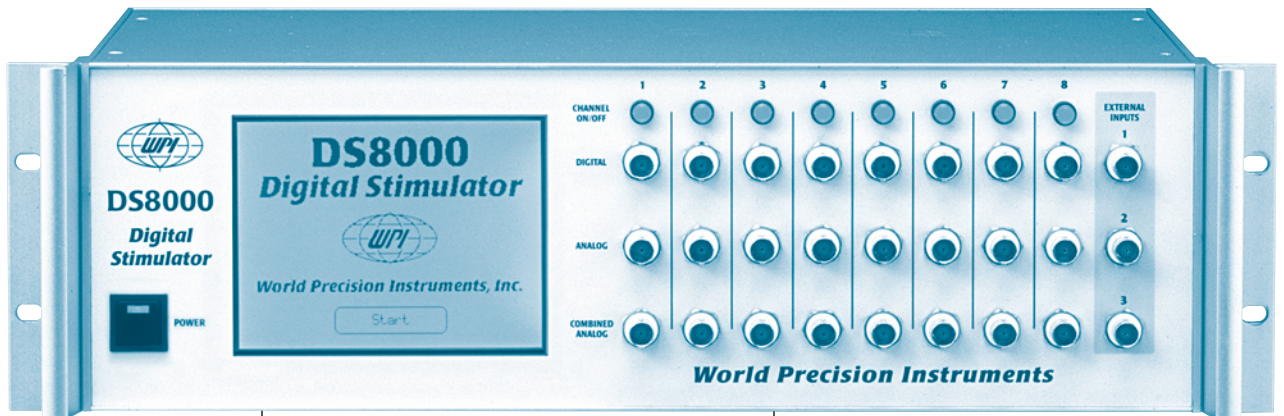 WPI
DS8000
Digital
Stimulator
POWER
DS8000
Digital Stimulator
WPI
World Precision Instruments, Inc.
Start
1 2 3 4 5 6 7 8
CHANNEL
ON/OFF
DIGITAL
ANALOG
COMBINED
ANALOG
EXTERNAL
INPUTS
1
2
3
World Precision Instruments